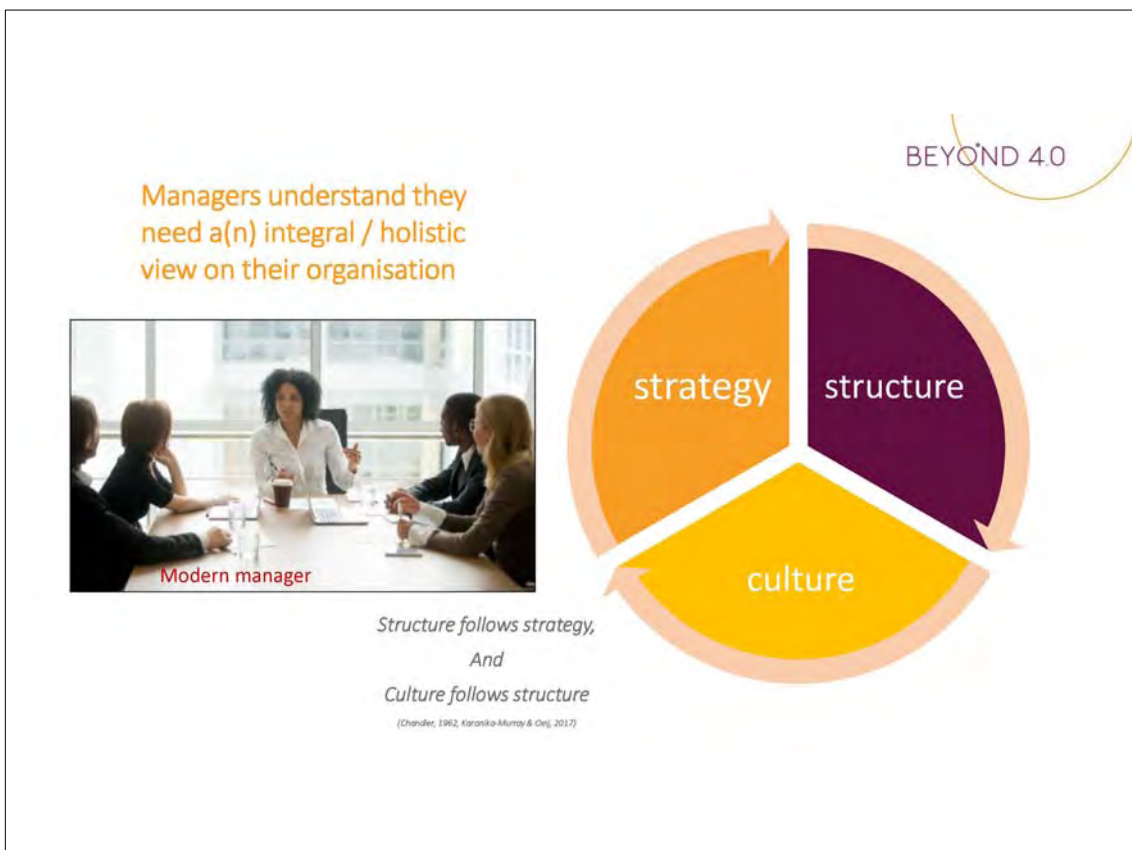 BEYOND 4.0
Managers understand they
need a(n) integral / holistic
view on their organisation
strategy
structure
culture
Modern manager
Structure follows strategy,
And
Culture follows structure
(Chandler, 1962, Karanika-Murray & Oeij, 2017)